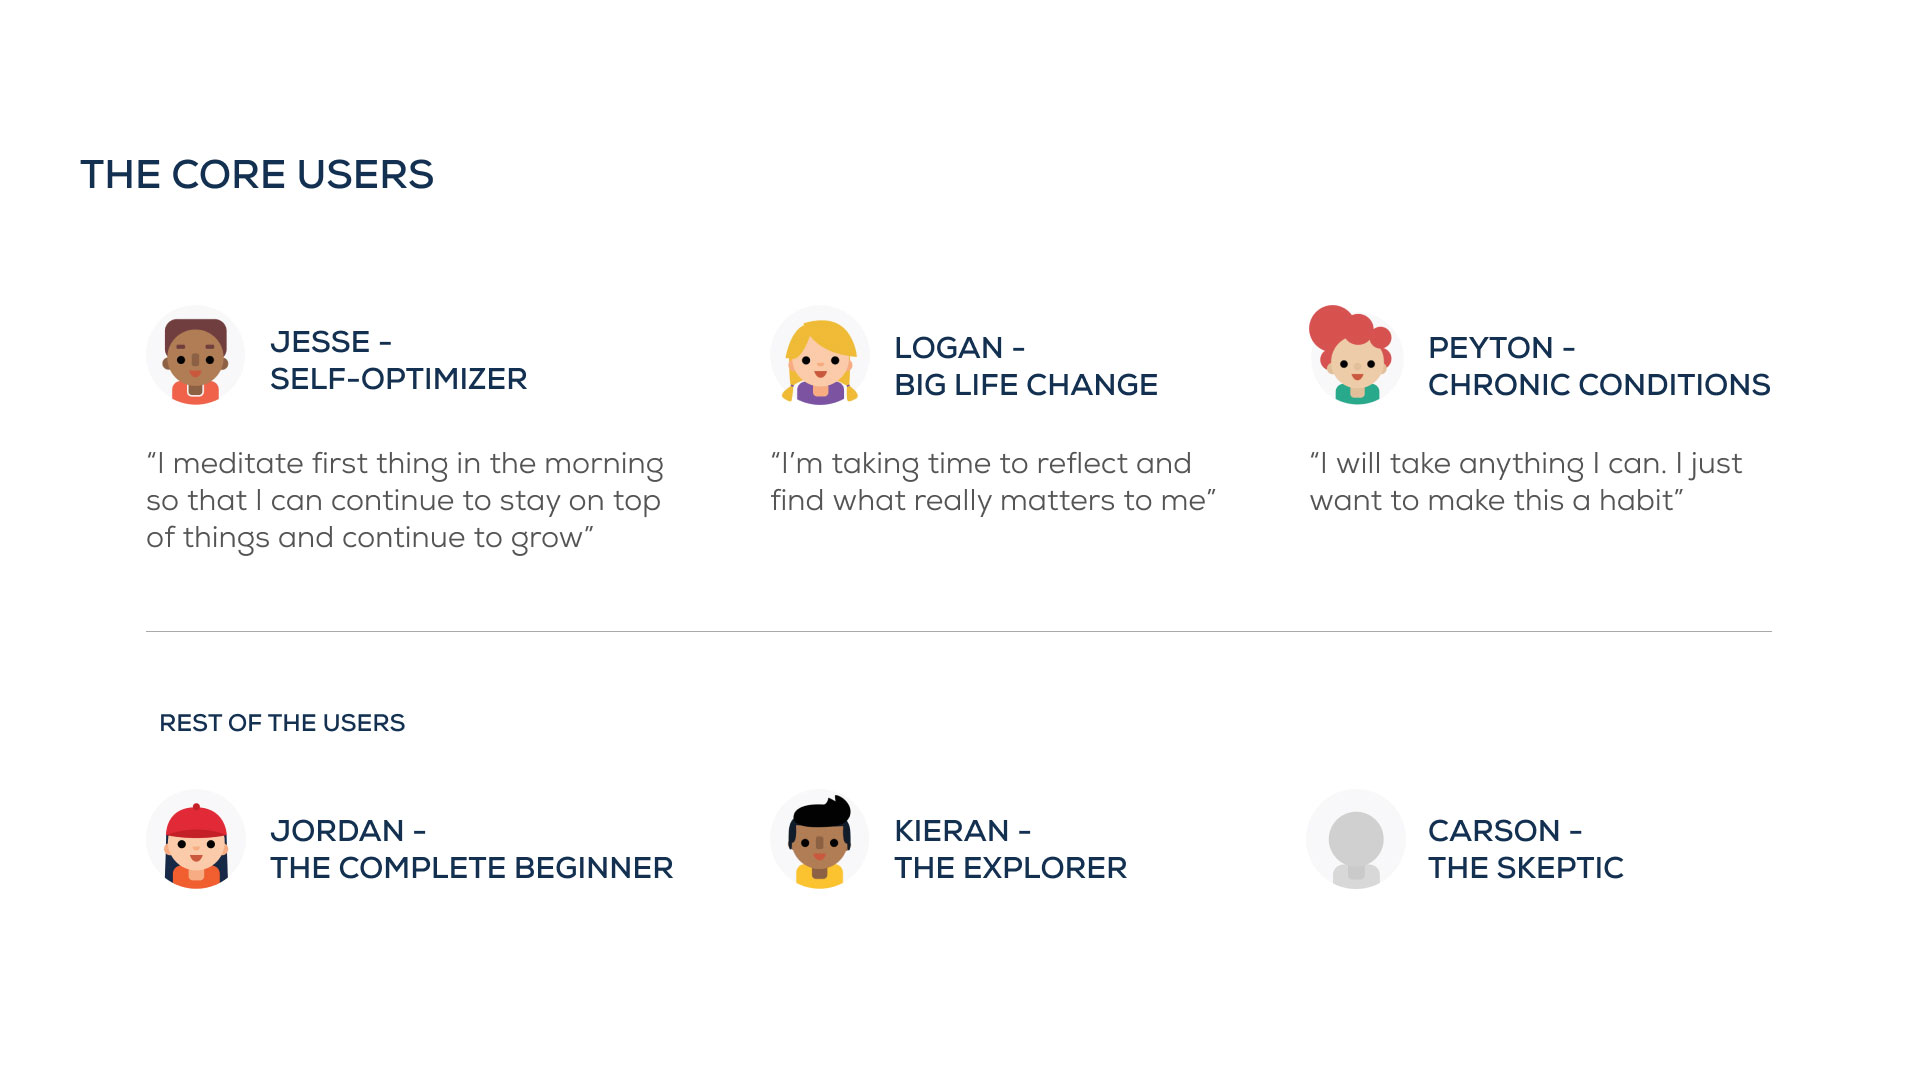 THE CORE USERS
JESSE -
SELF-OPTIMIZER
“I meditate first thing in the morning
so that I can continue to stay on top
of things and continue to grow”
LOGAN -
BIG LIFE CHANGE
“I’m taking time to reflect and
find what really matters to me”
PEYTON -
CHRONIC CONDITIONS
“I will take anything I can. I just
want to make this a habit”
REST OF THE USERS
JORDAN -
THE COMPLETE BEGINNER
KIERAN -
THE EXPLORER
CARSON -
THE SKEPTIC